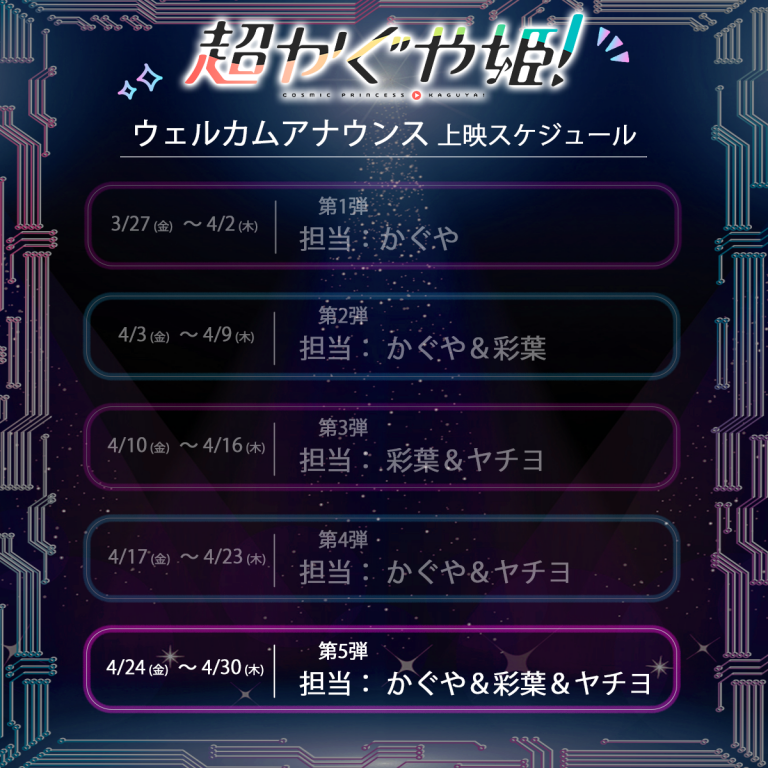 超かぐや姫!
COSMIC PRINCESS KAGUYA!
ウェルカムアナウンス 上映スケジュール
3/27(金) ～4/2(木)
第1弾
担当：かぐや
4/3(金) ～4/9(木)
第2弾
担当： かぐや＆彩葉
4/10(金) ～4/16(木)
第3弾
担当： 彩葉＆ヤチヨ
4/17(金) ～4/23(木)
第4弾
担当： かぐや＆ヤチヨ
4/24(金) ～4/30(木)
第5弾
担当： かぐや＆彩葉＆ヤチヨ